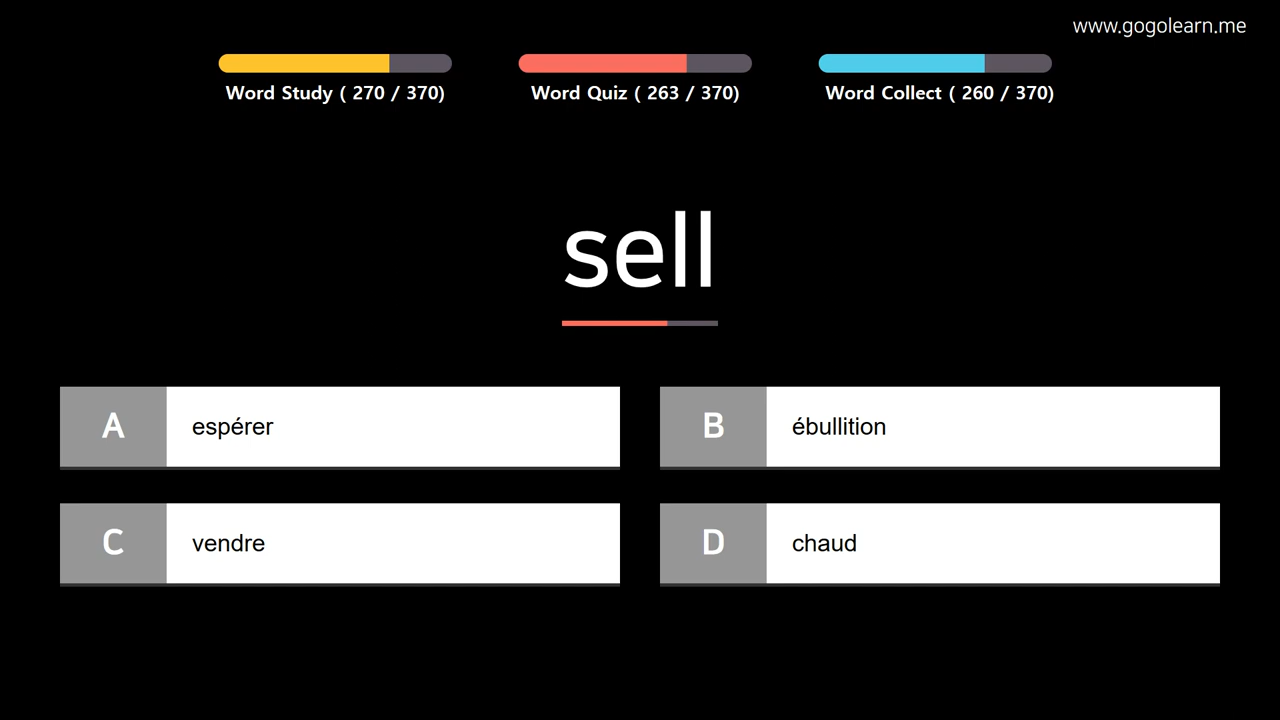 www.gogolearn.me
Word Study ( 270 / 370)
Word Quiz ( 263 / 370)
Word Collect ( 260 / 370)
sell
A espérer
B ébullition
C vendre
D chaud